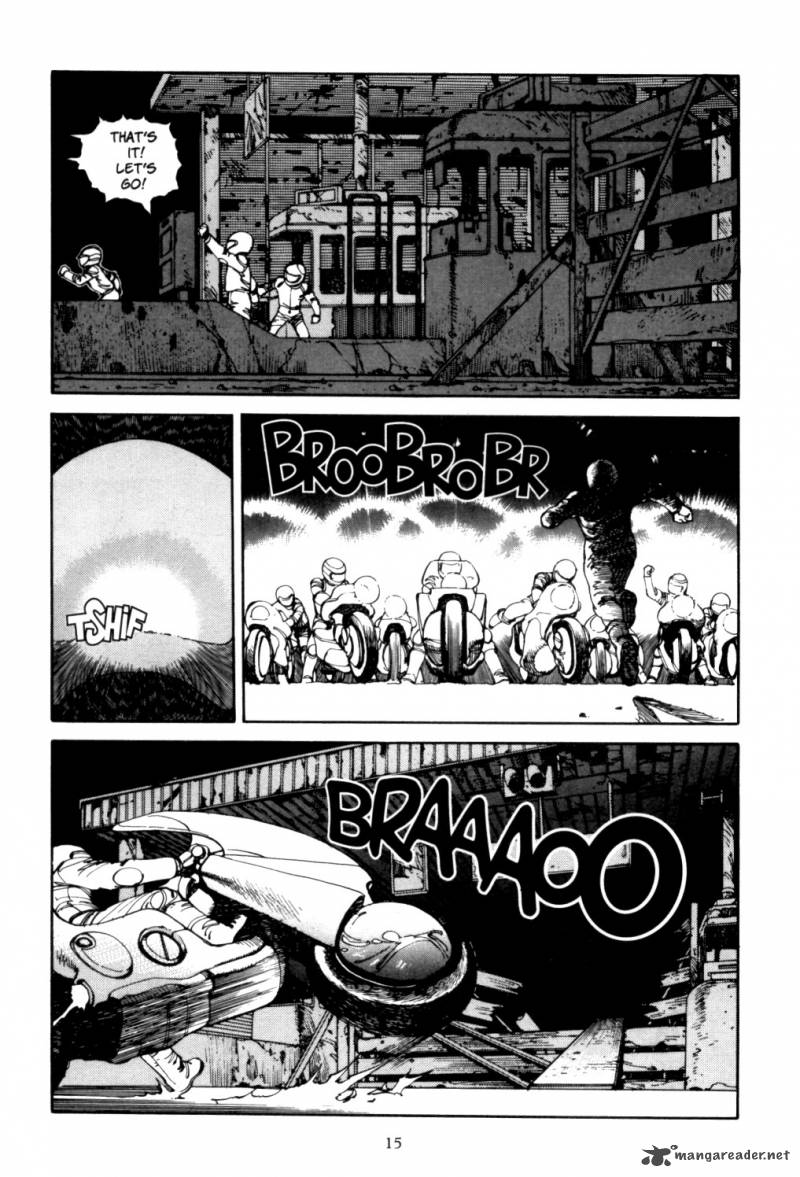 THAT'S
IT!
LET'S
GO!
TSHIF
BROOBROBR
BRAAAOO
15
mangareader.net